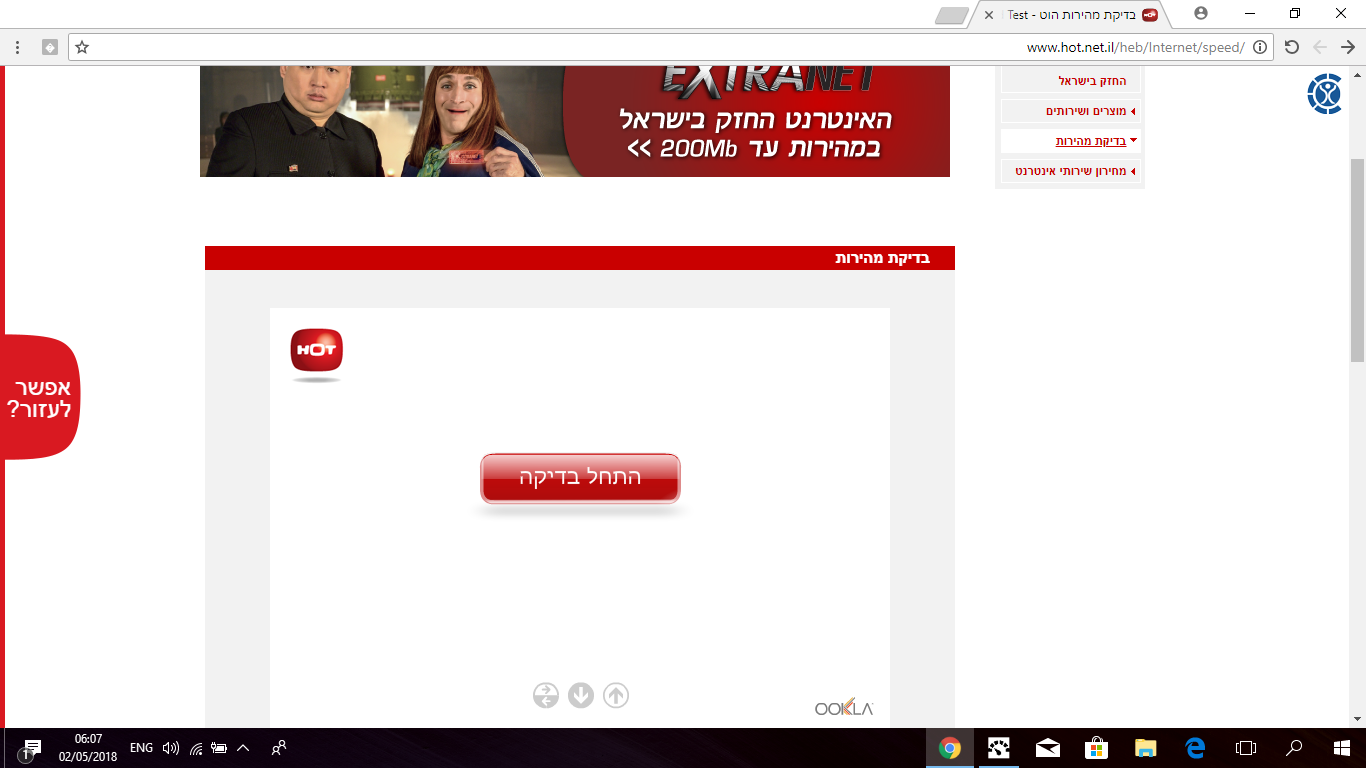 בדיקת מהירות הוט - Test
www.hot.net.il/heb/Internet/speed/
EXTRANET
האינטרנט החזק בישראל
במהירות עד 200Mb >>
החזק בישראל
מוצרים ושירותים
בדיקת מהירות
מחירון שירותי אינטרנט
בדיקת מהירות
HOT
אפשר
לעזור?
התחל בדיקה
OOKLA
1
06:07
02/05/2018
ENG